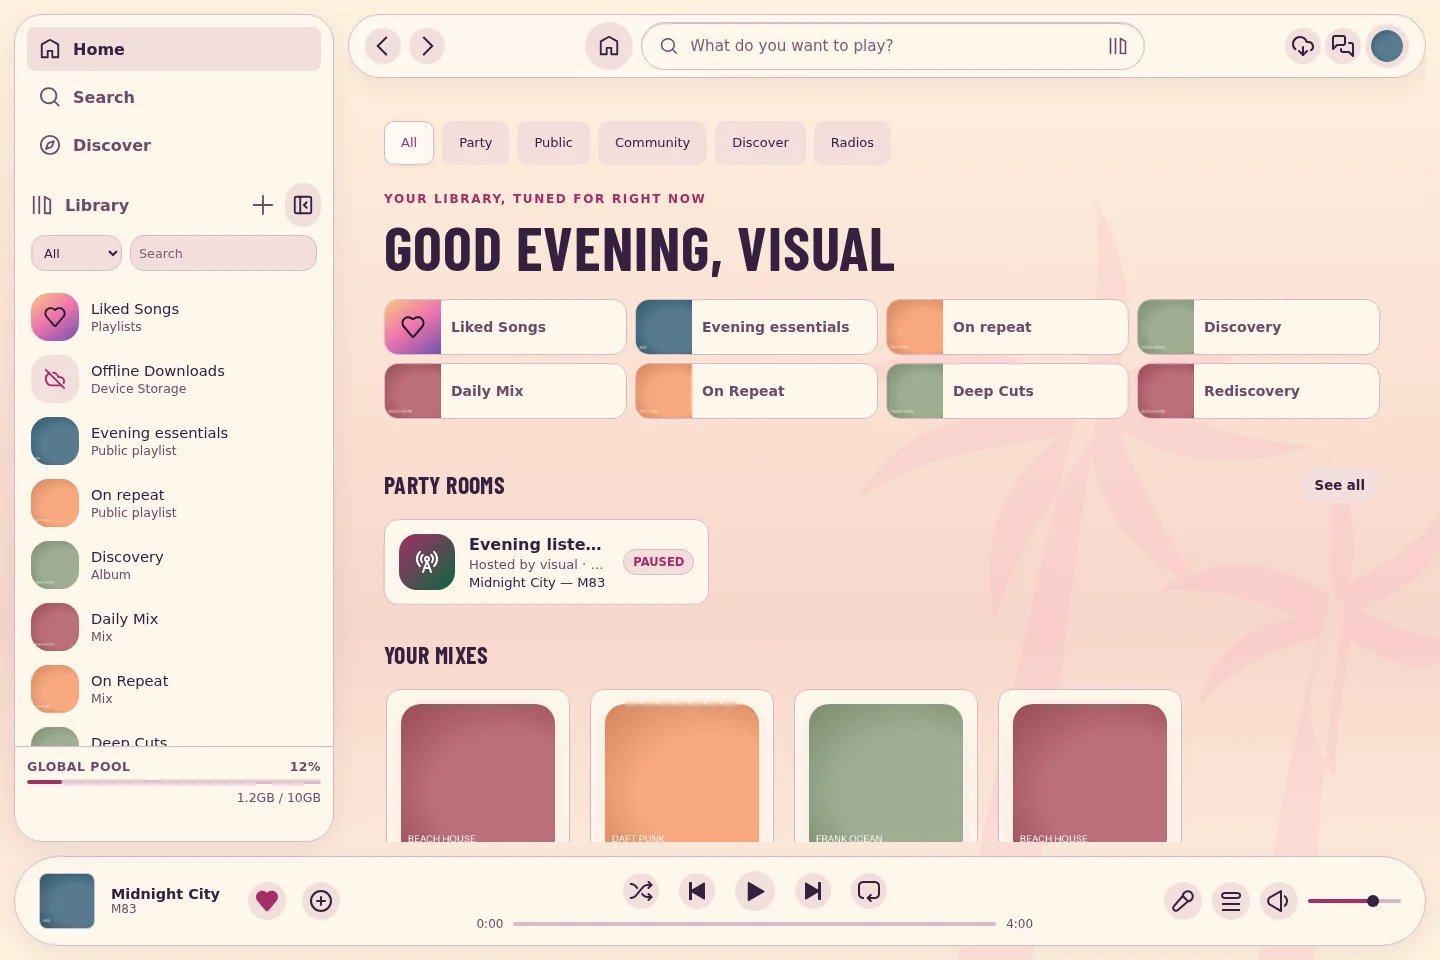 Home
Search
Discover
Library
All
Search
Liked Songs
Playlists
Offline Downloads
Device Storage
Evening essentials
Public playlist
On repeat
Public playlist
Discovery
Album
Daily Mix
Mix
On Repeat
Mix
Deep Cuts
GLOBAL POOL 12%
1.2GB / 10GB
What do you want to play?
All Party Public Community Discover Radios
YOUR LIBRARY, TUNED FOR RIGHT NOW
GOOD EVENING, VISUAL
Liked Songs Evening essentials On repeat Discovery
Daily Mix On Repeat Deep Cuts Rediscovery
PARTY ROOMS See all
Evening liste...
Hosted by visual · ...
Midnight City — M83
PAUSED
YOUR MIXES
BEACH HOUSE DAFT PUNK FRANK OCEAN BEACH HOUSE
Midnight City
M83
0:00 4:00